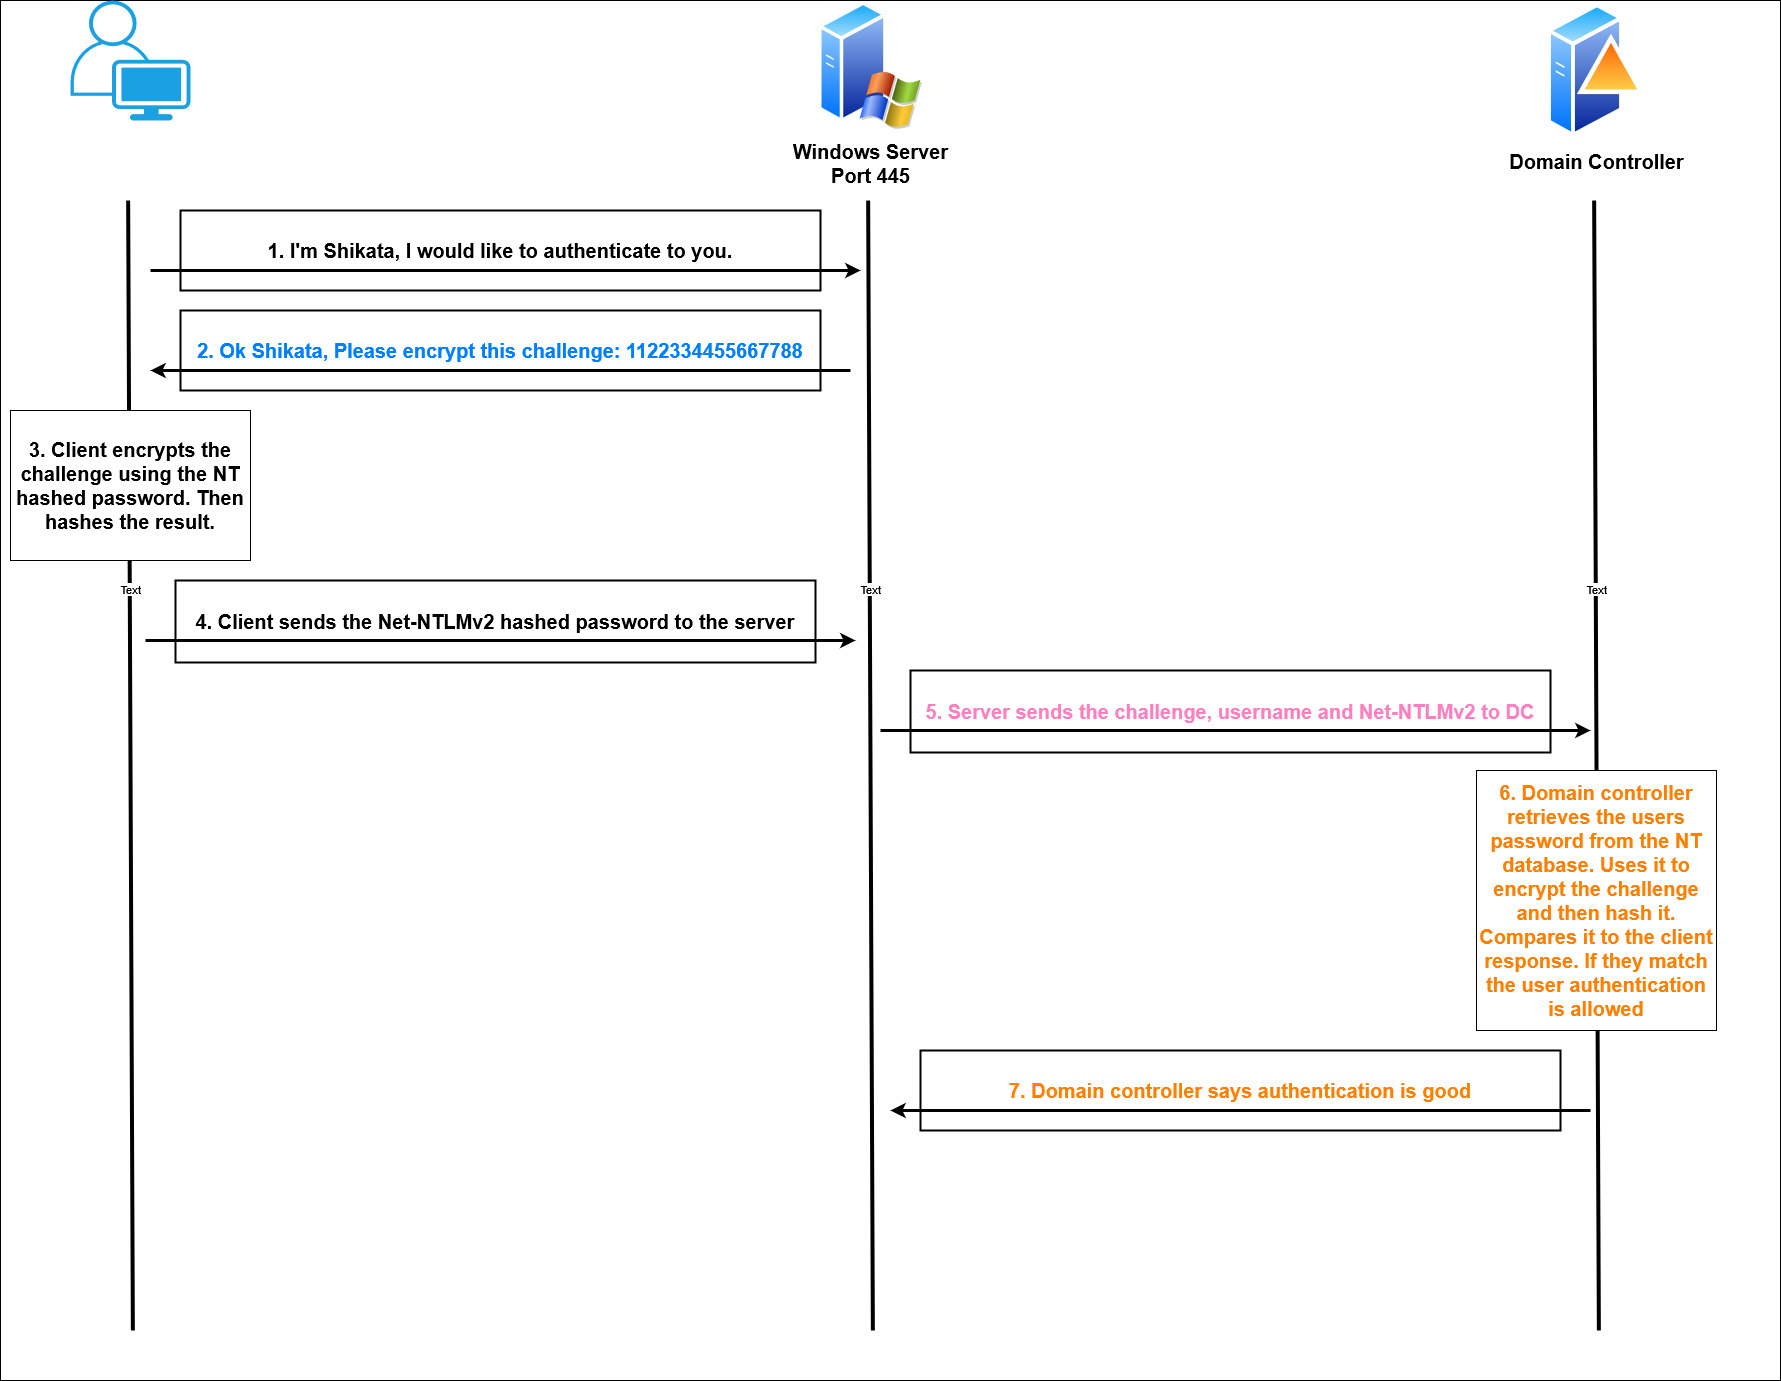 Windows Server
Port 445
Domain Controller
1. I'm Shikata, I would like to authenticate to you.
2. Ok Shikata, Please encrypt this challenge: 1122334455667788
3. Client encrypts the
challenge using the NT
hashed password. Then
hashes the result.
Text
Text
Text
4. Client sends the Net-NTLMv2 hashed password to the server
5. Server sends the challenge, username and Net-NTLMv2 to DC
6. Domain controller
retrieves the users
password from the NT
database. Uses it to
encrypt the challenge
and then hash it.
Compares it to the client
response. If they match
the user authentication
is allowed
7. Domain controller says authentication is good